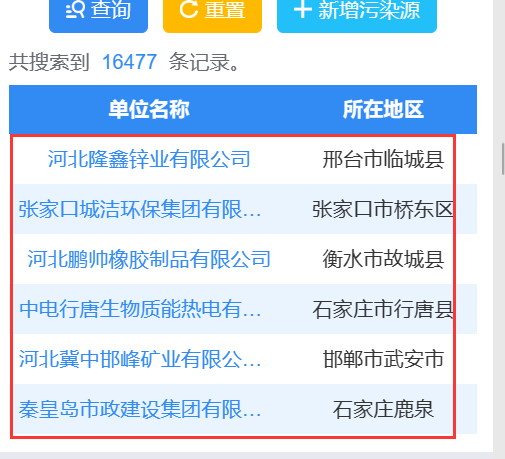 查询 重置 新增污染源
共搜索到 16477 条记录。
单位名称 所在地区
河北隆鑫锌业有限公司 邢台市临城县
张家口城洁环保集团有限... 张家口市桥东区
河北鹏帅橡胶制品有限公司 衡水市故城县
中电行唐生物质能热电有... 石家庄市行唐县
河北冀中邯峰矿业有限公... 邯郸市武安市
秦皇岛市政建设集团有限... 石家庄鹿泉